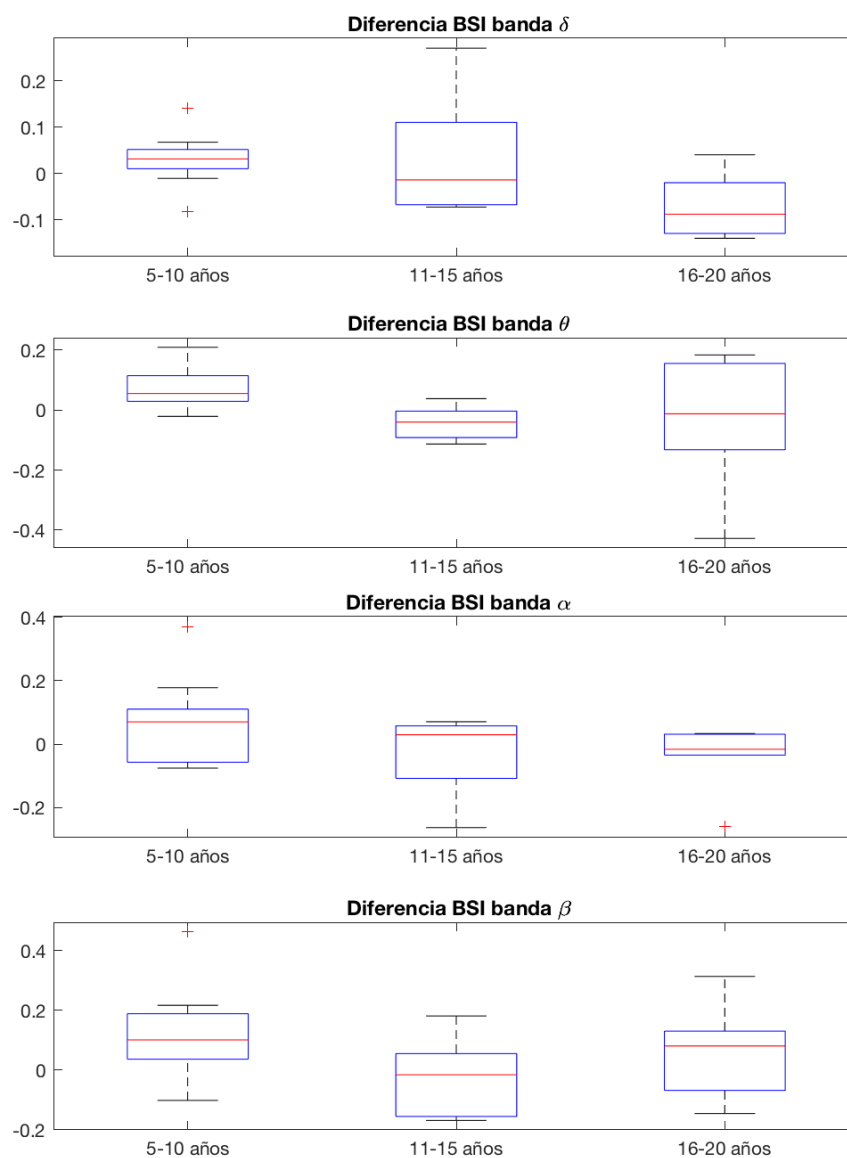 Diferencia BSI banda δ
0.2
0.1
0
-0.1
5-10 años 11-15 años 16-20 años
Diferencia BSI banda θ
0.2
0
-0.2
-0.4
5-10 años 11-15 años 16-20 años
Diferencia BSI banda α
0.4
0.2
0
-0.2
5-10 años 11-15 años 16-20 años
Diferencia BSI banda β
0.4
0.2
0
-0.2
5-10 años 11-15 años 16-20 años